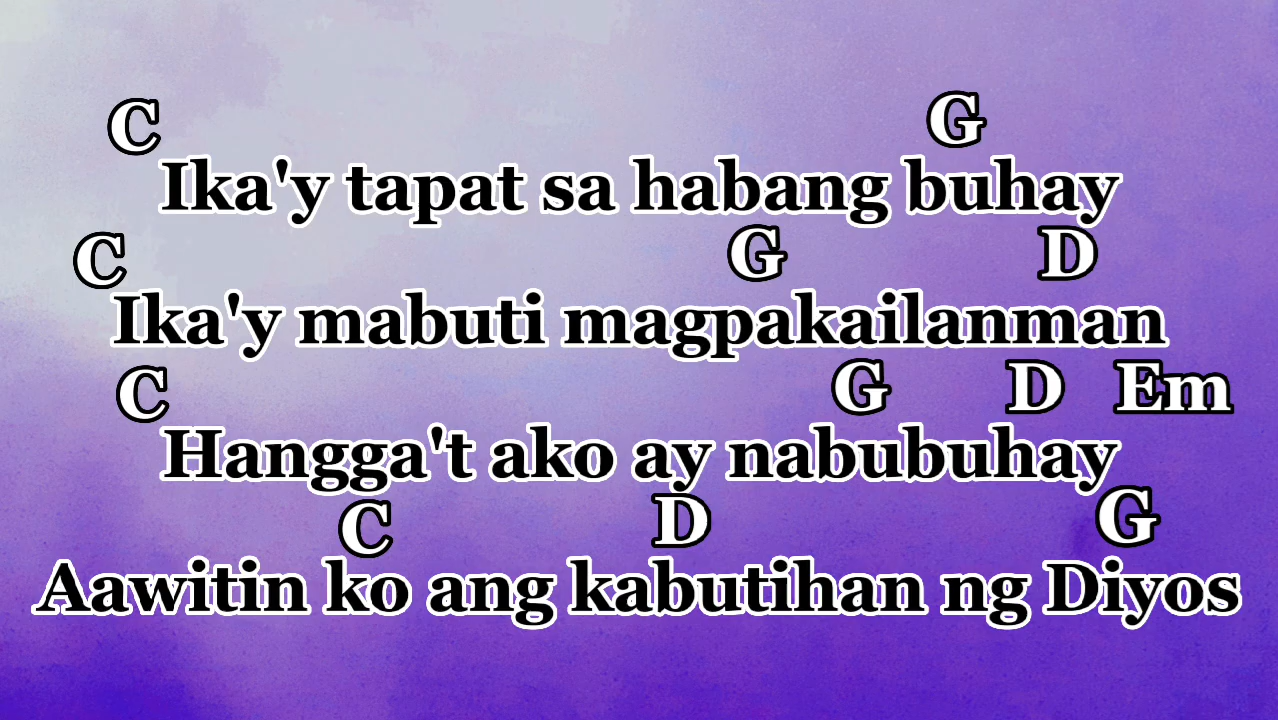 C G
Ika'y tapat sa habang buhay
C G D
Ika'y mabuti magpakailanman
C G D Em
Hangga't ako ay nabubuhay
C D G
Aawitin ko ang kabutihan ng Diyos